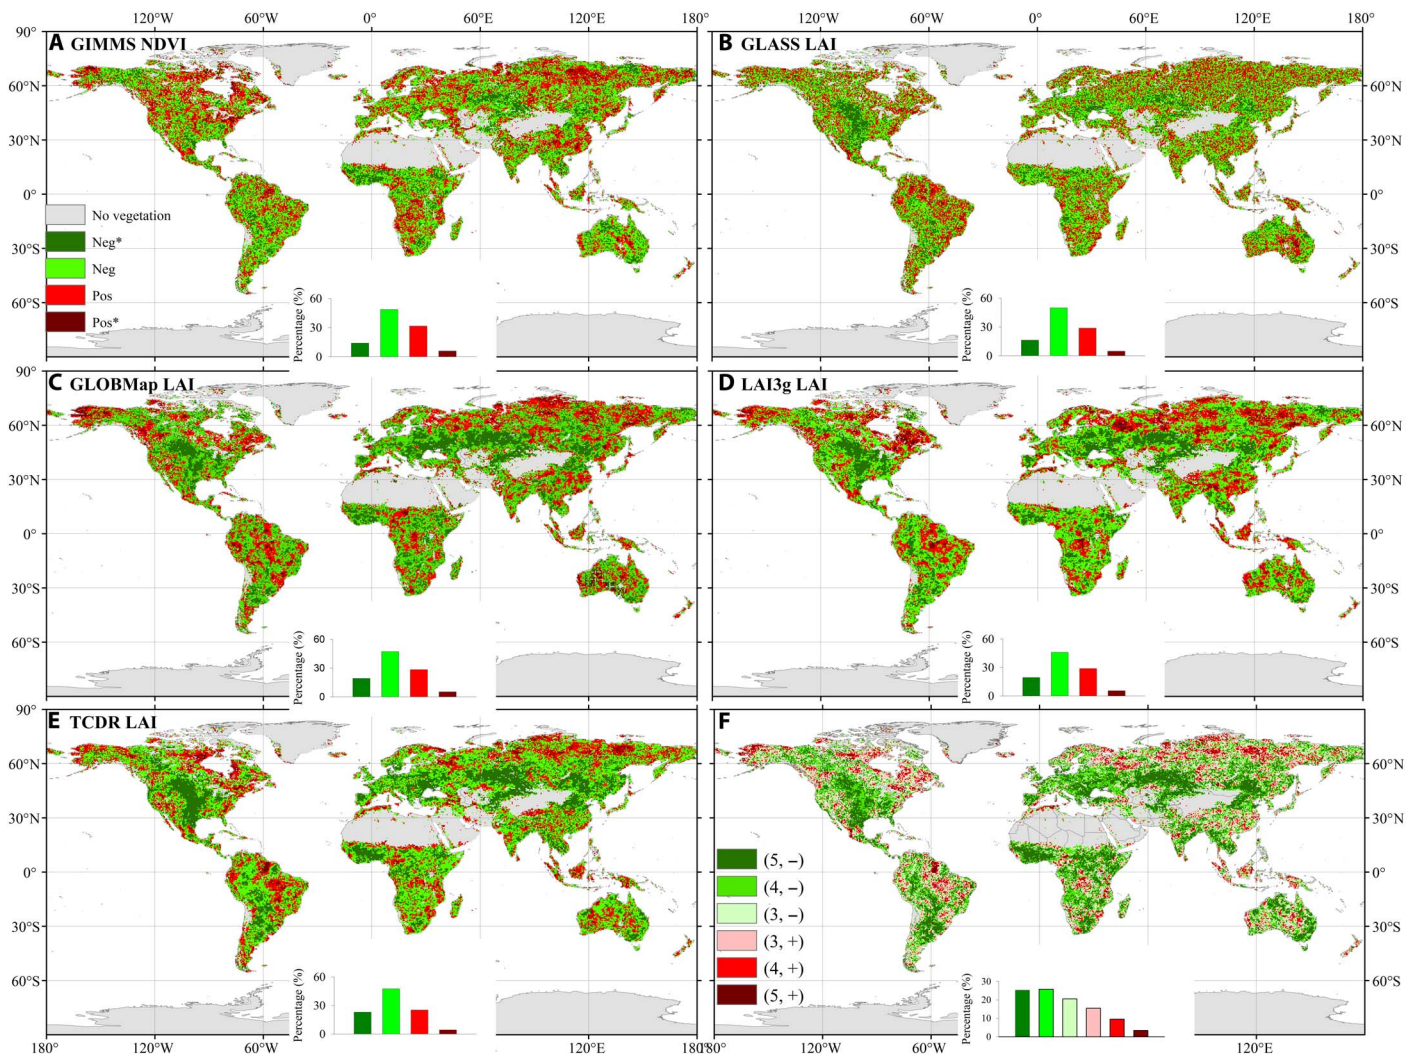 120°W 60°W 0° 60°E 120°E 180° 120°W 60°W 0° 60°E 120°E 180°
90°
A GIMMS NDVI
B GLASS LAI
60° 60°N
30°N 30°N
0° 0°
No vegetation
Neg*
30°S 30°S
Neg
Pos
60°S 60°S
Pos*
Percentage (%)
60
30
0
Percentage (%)
60
30
0
90°
C GLOBMap LAI
D LAI3g LAI
60° 60°N
30°N 30°N
0° 0°
30°S 30°S
60°S 60°S
Percentage (%)
60
30
0
Percentage (%)
60
30
0
90°
E TCDR LAI
F
60° 60°N
30°N 30°N
0° 0°
(5, −)
(4, −)
(3, −)
30°S 30°S
(3, +)
(4, +)
60°S 60°S
(5, +)
Percentage (%)
60
30
0
Percentage (%)
30
20
10
0
180° 120°W 60°W 120°E 180° 180° 120°W 60°W 120°E